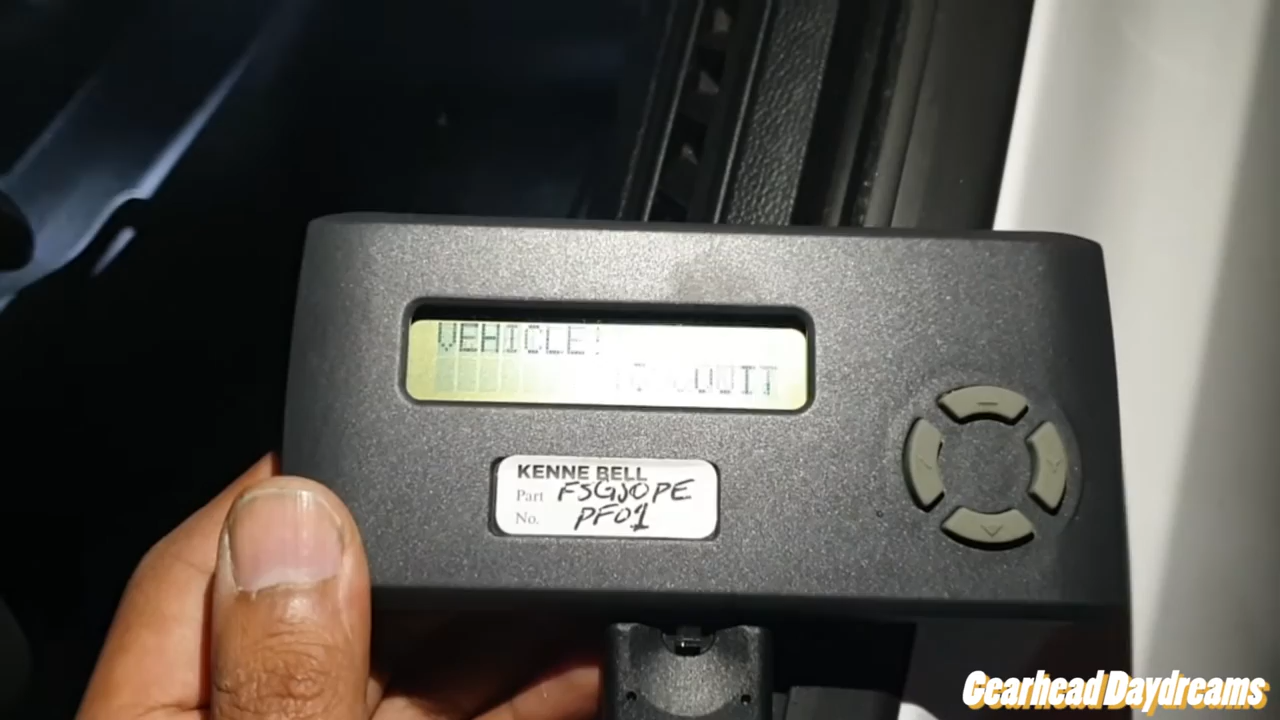 VEHICLE!
KENNE BELL
Part FSGJOPE
No. PF01
Gearhead Daydreams